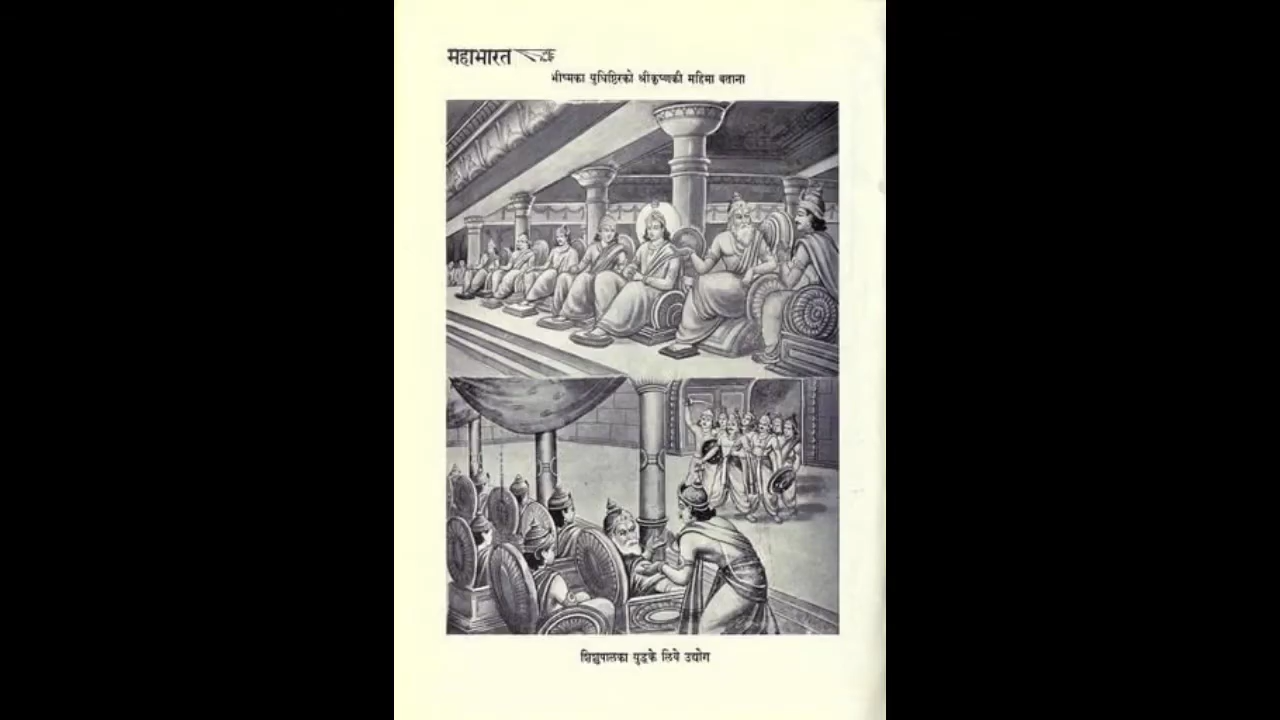 महाभारत
भीष्मका युधिष्ठिरको श्रीकृष्णकी महिमा बताना
शिशुपालका युद्धके लिये उद्योग